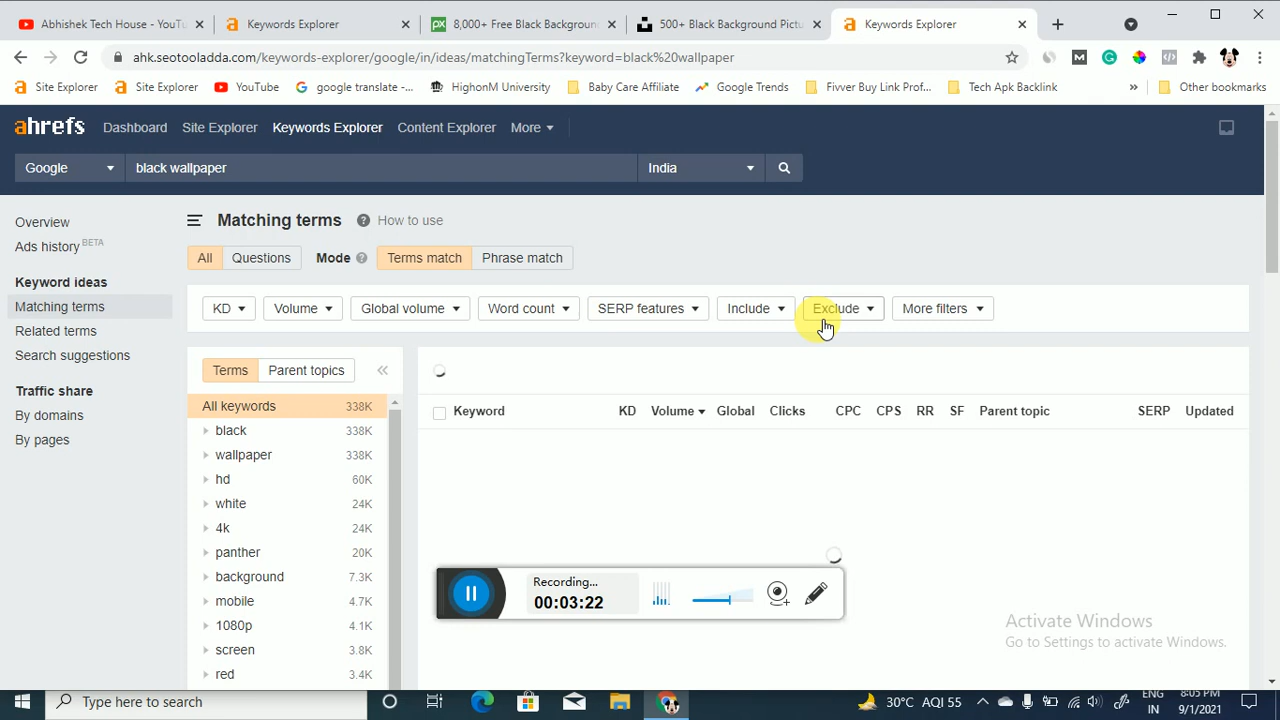 Abhishek Tech House - YouTu
Keywords Explorer
8,000+ Free Black Backgroun
500+ Black Background Pictu
Keywords Explorer
ahk.seotooladda.com/keywords-explorer/google/in/ideas/matchingTerms?keyword=black%20wallpaper
Site Explorer
Site Explorer
YouTube
google translate -...
HighonM University
Baby Care Affiliate
Google Trends
Fivver Buy Link Prof...
Tech Apk Backlink
»
Other bookmarks
ahrefs
Dashboard
Site Explorer
Keywords Explorer
Content Explorer
More
Google
black wallpaper
India
Overview
Ads history BETA
Keyword ideas
Matching terms
Related terms
Search suggestions
Traffic share
By domains
By pages
Matching terms
? How to use
All
Questions
Mode ?
Terms match
Phrase match
KD
Volume
Global volume
Word count
SERP features
Include
Exclude
More filters
Terms
Parent topics
«
All keywords 338K
black 338K
wallpaper 338K
hd 60K
white 24K
4k 24K
panther 20K
background 7.3K
mobile 4.7K
1080p 4.1K
screen 3.8K
red 3.4K
Keyword KD Volume Global Clicks CPC CPS RR SF Parent topic SERP Updated
Recording...
00:03:22
Activate Windows
Go to Settings to activate Windows.
Type here to search
30°C AQI 55
ENG
IN
8:05 PM
9/1/2021